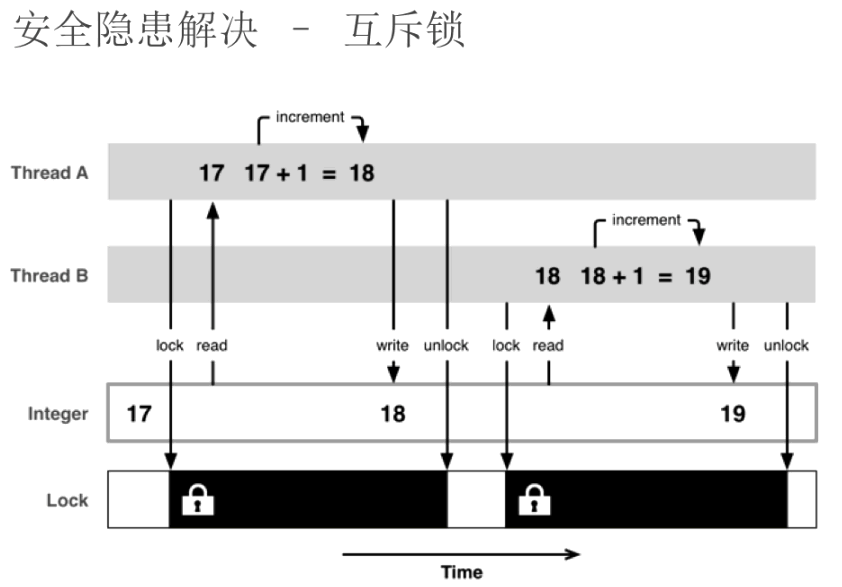 安全隐患解决 - 互斥锁
increment
Thread A 17 17 + 1 = 18
increment
Thread B 18 18 + 1 = 19
lock read write unlock lock read write unlock
Integer 17 18 19
Lock
Time